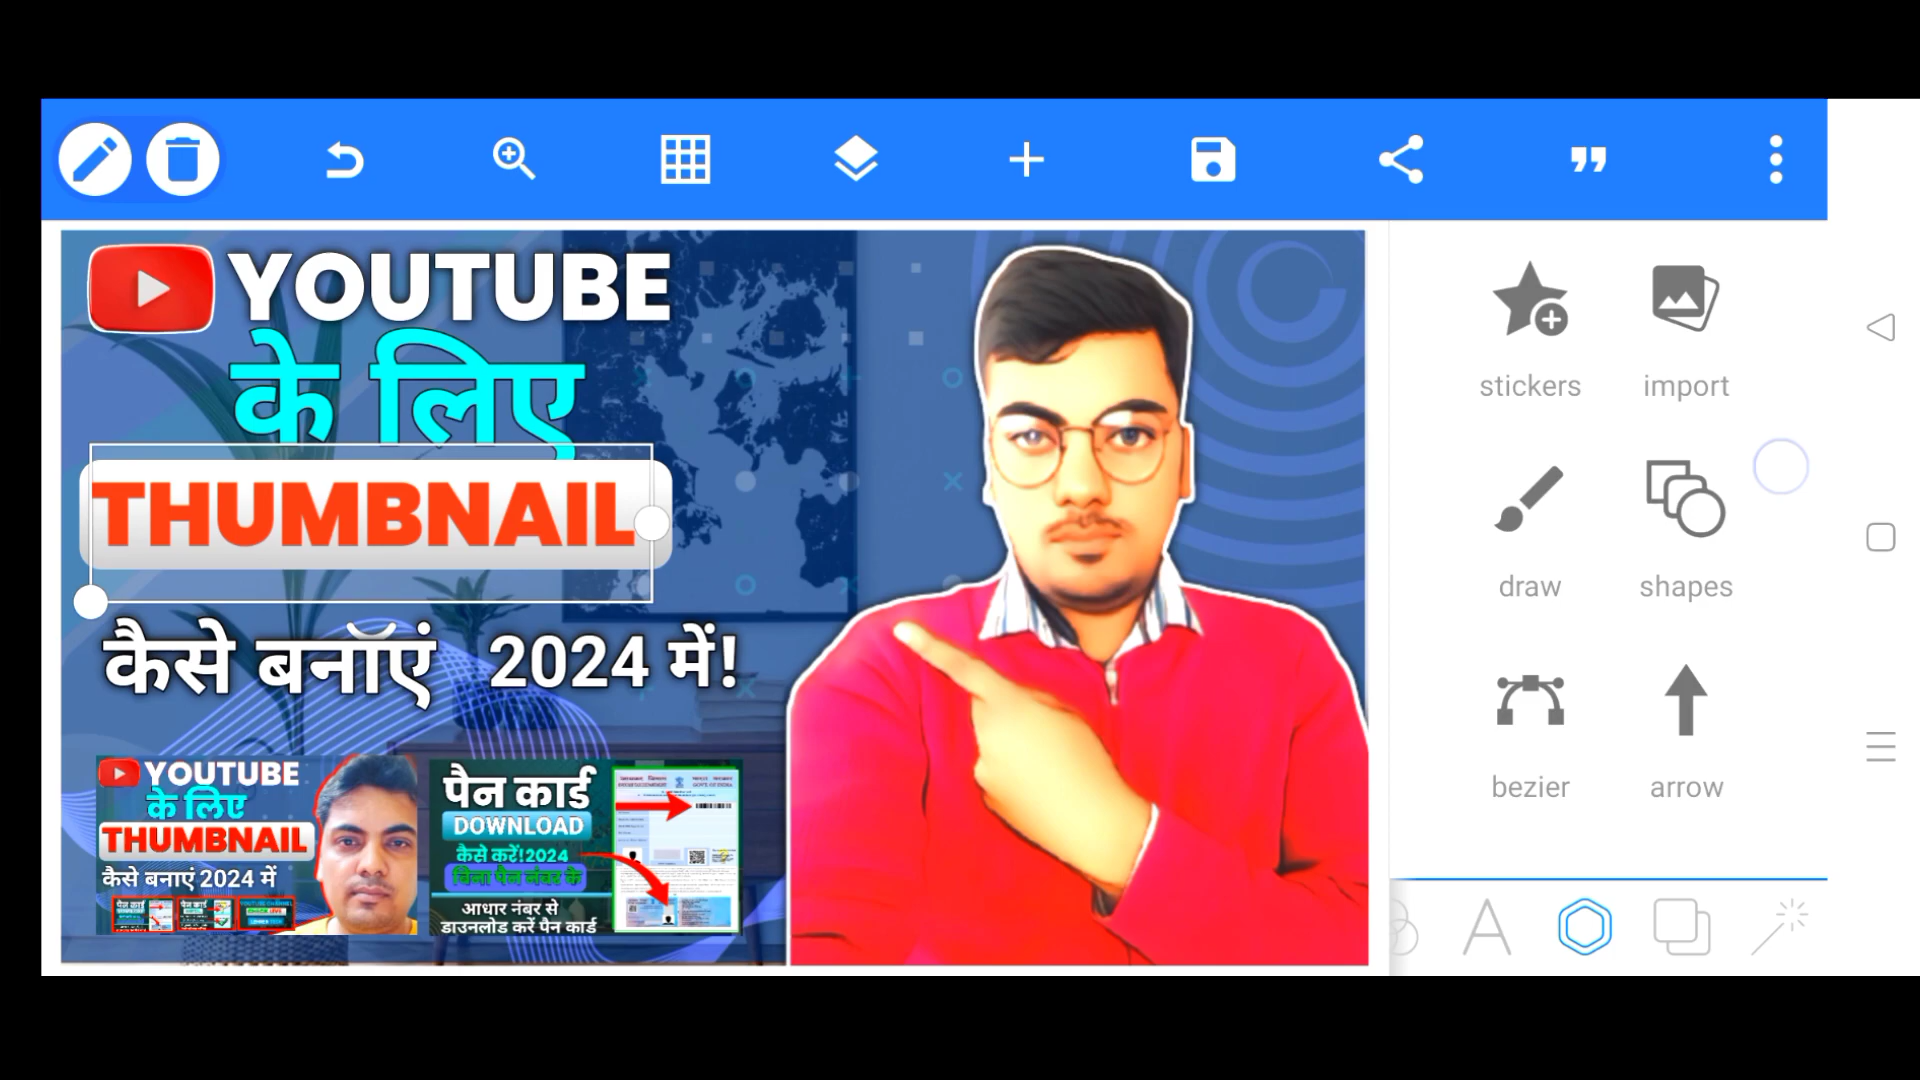 YOUTUBE
के लिए
THUMBNAIL
कैसे बनॉएं 2024 में!
YOUTUBE
के लिए
THUMBNAIL
कैसे बनाएं 2024 में
पैन कार्ड
DOWNLOAD
कैसे करें!2024
बिना पैन नंबर के
आधार नंबर से
डाउनलोड करें पैन कार्ड
stickers import
draw shapes
bezier arrow